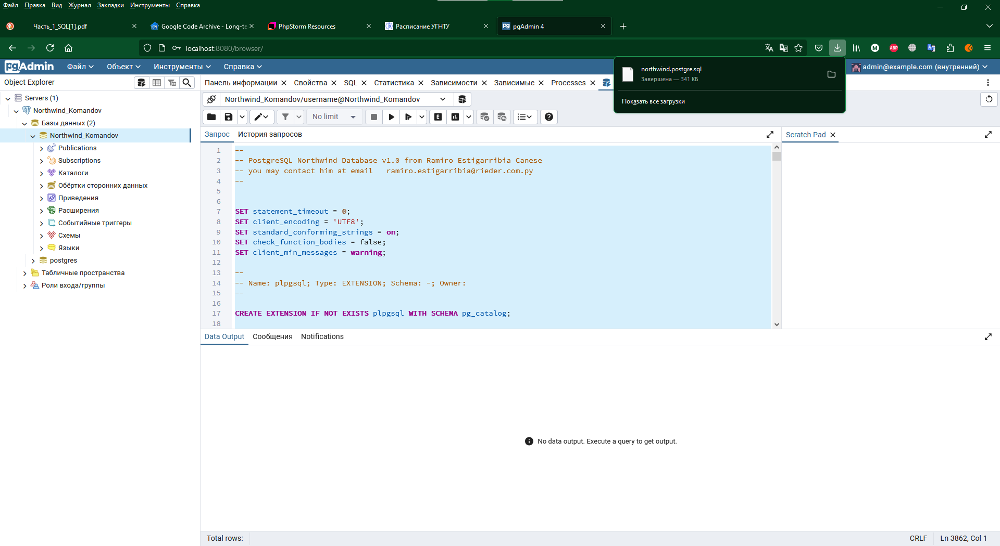 Файл Правка Вид Журнал Закладки Инструменты Справка
Часть_1_SQL[1].pdf
Google Code Archive - Long-te
PhpStorm Resources
Расписание УГНТУ
pgAdmin 4
localhost:8080/browser/
M
ABP
pgAdmin Файл Объект Инструменты Справка
admin@example.com (внутренний)
northwind.postgre.sql
Завершена — 341 КБ
Показать все загрузки
Object Explorer
Панель информации Свойства SQL Статистика Зависимости Зависимые Processes
Servers (1)
Northwind_Komandov
Базы данных (2)
Northwind_Komandov
Publications
Subscriptions
Каталоги
Обёртки сторонних данных
Приведения
Расширения
Событийные триггеры
Схемы
Языки
postgres
Табличные пространства
Роли входа/группы
Northwind_Komandov/username@Northwind_Komandov
No limit
E
Запрос История запросов
Scratch Pad
1 --
2 -- PostgreSQL Northwind Database v1.0 from Ramiro Estigarribia Canese
3 -- you may contact him at email   ramiro.estigarribia@rieder.com.py
4 --
5
6
7 SET statement_timeout = 0;
8 SET client_encoding = 'UTF8';
9 SET standard_conforming_strings = on;
10 SET check_function_bodies = false;
11 SET client_min_messages = warning;
12
13 --
14 -- Name: plpgsql; Type: EXTENSION; Schema: -; Owner:
15 --
16
17 CREATE EXTENSION IF NOT EXISTS plpgsql WITH SCHEMA pg_catalog;
18
Data Output Сообщения Notifications
No data output. Execute a query to get output.
Total rows:
CRLF
Ln 3862, Col 1